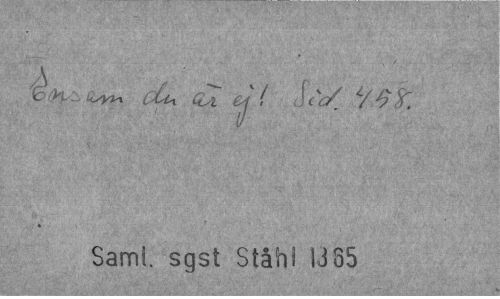 Ensam du är ej! Sid. 458.
Saml. sgst Ståhl 1365